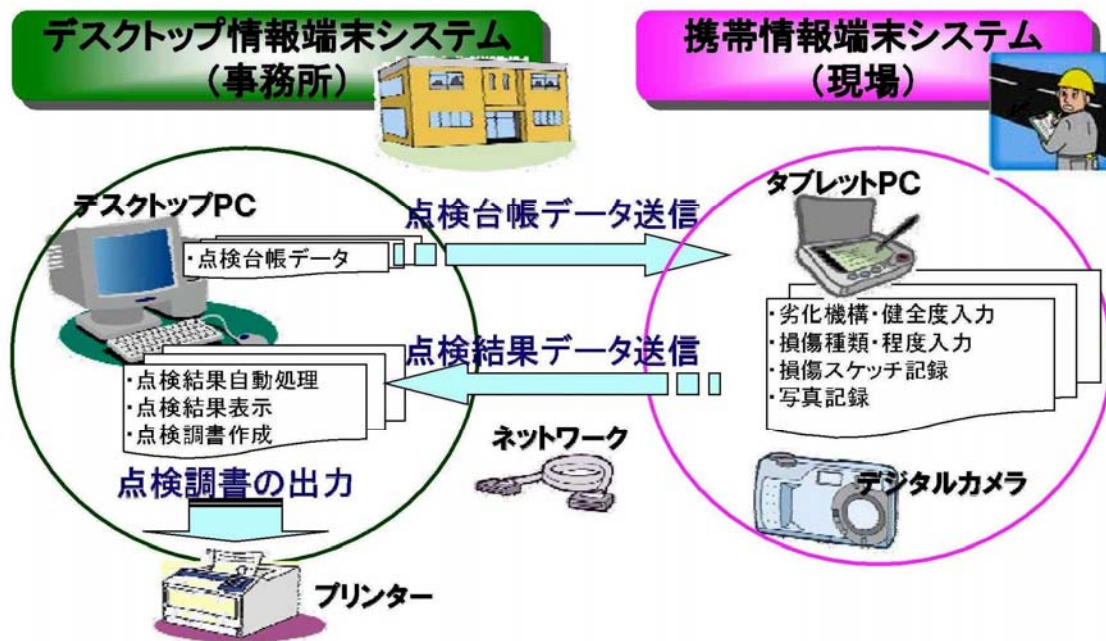 デスクトップ情報端末システム
（事務所）
携帯情報端末システム
（現場）
デスクトップPC
・点検台帳データ
点検台帳データ送信
タブレットPC
・劣化機構・健全度入力
・損傷種類・程度入力
・損傷スケッチ記録
・写真記録
点検結果データ送信
・点検結果自動処理
・点検結果表示
・点検調書作成
ネットワーク
デジタルカメラ
点検調書の出力
プリンター